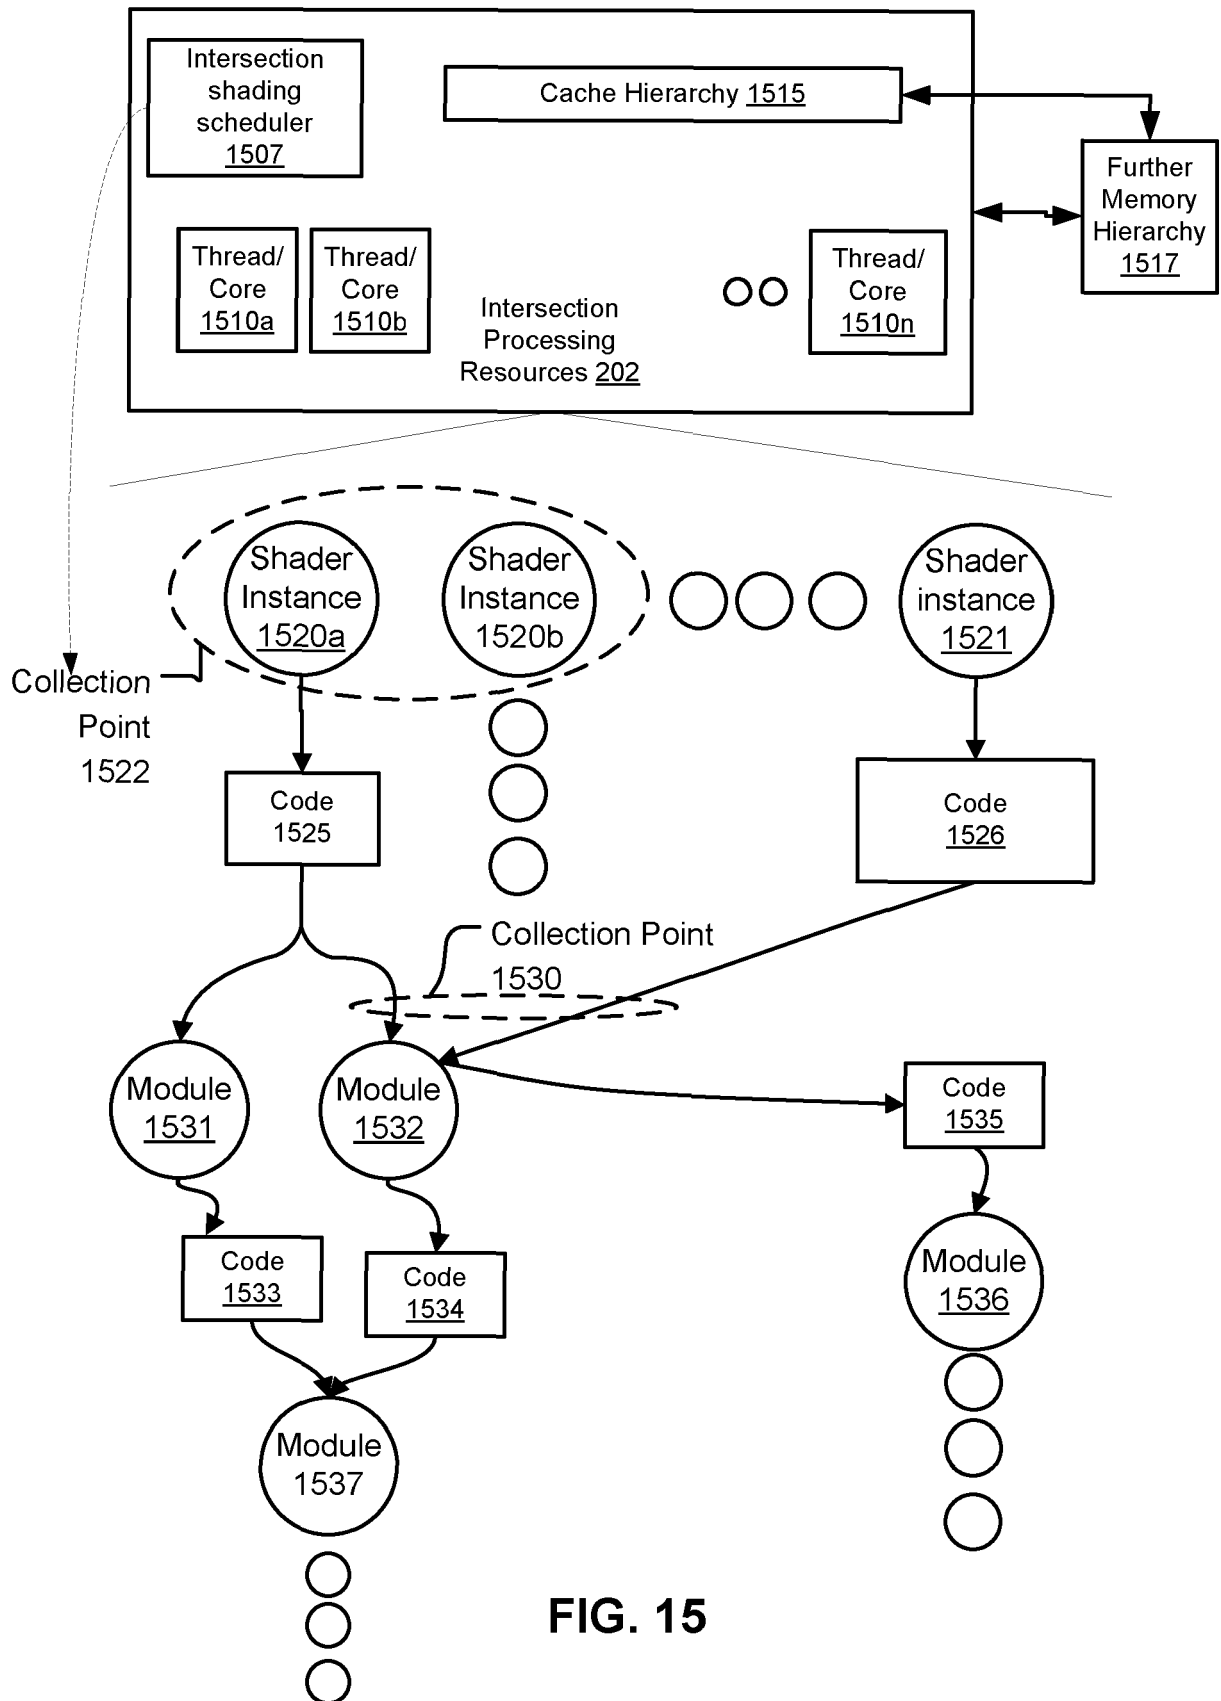 Intersection
shading
scheduler
1507
Cache Hierarchy 1515
Further
Memory
Hierarchy
1517
Thread/
Core
1510a
Thread/
Core
1510b
Intersection
Processing
Resources 202
Thread/
Core
1510n
Shader
Instance
1520a
Shader
Instance
1520b
Shader
instance
1521
Collection
Point
1522
Code
1525
Code
1526
Collection Point
1530
Module
1531
Module
1532
Code
1535
Code
1533
Code
1534
Module
1536
Module
1537
FIG. 15